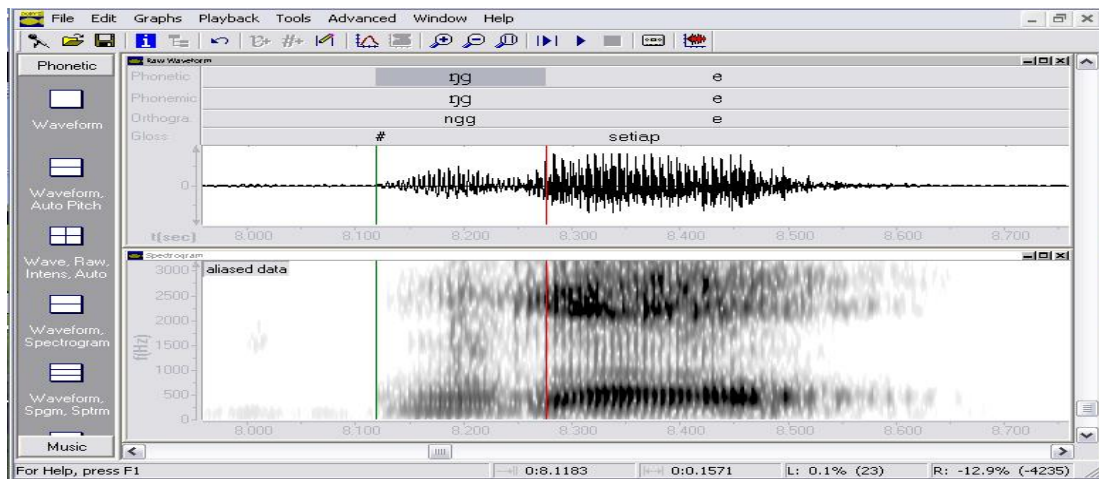 File Edit Graphs Playback Tools Advanced Window Help
Phonetic
Waveform
Waveform,
Auto Pitch
Wave, Raw,
Intens, Auto
Waveform,
Spectrogram
Waveform,
Spgm, Sptrm
Music
Raw Waveform
Phonetic ŋg e
Phonemic ŋg e
Orthogra ngg e
Gloss # setiap
0
t(sec) 8.000 8.100 8.200 8.300 8.400 8.500 8.600 8.700
Spectrogram
aliased data
3000
2500
2000
1500
1000
500
0
f(Hz)
8.000 8.100 8.200 8.300 8.400 8.500 8.600 8.700
For Help, press F1 0:8.1183 0:0.1571 L: 0.1% (23) R: -12.9% (-4235)